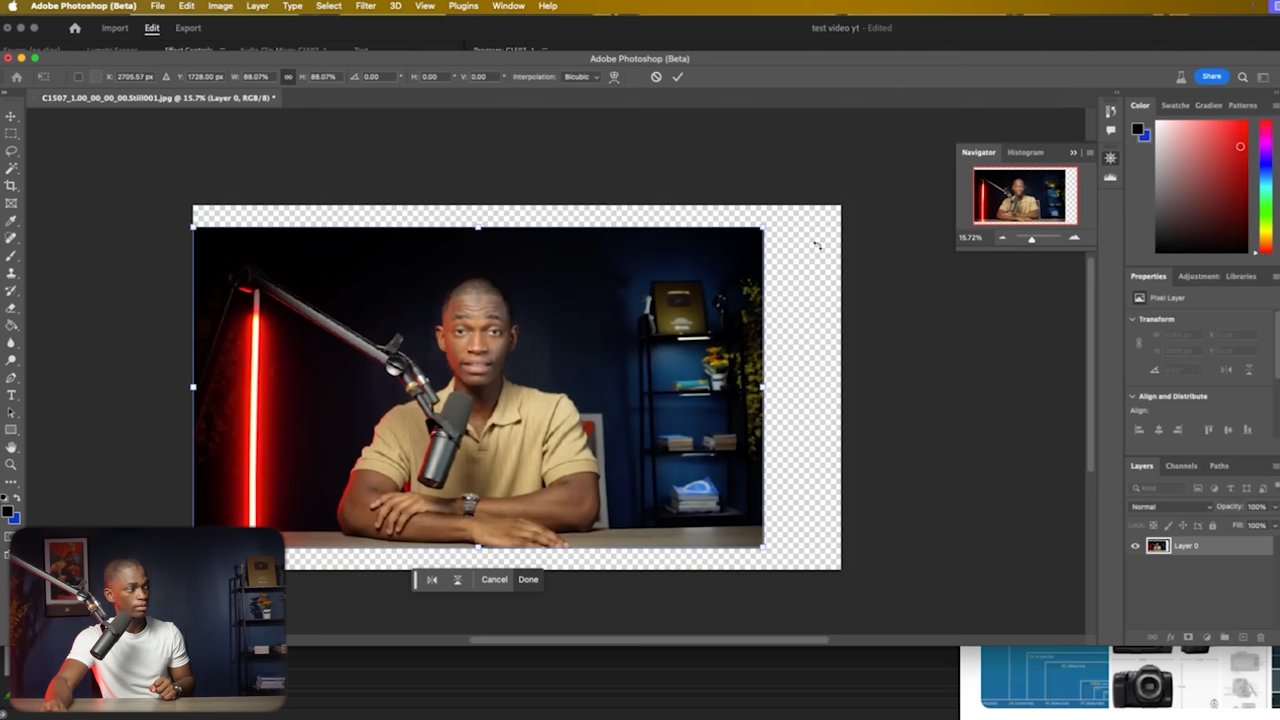 Adobe Photoshop (Beta) File Edit Image Layer Type Select Filter 3D View Plugins Window Help
Import Edit Export test video yt - Edited
Adobe Photoshop (Beta)
X: 2705.57 px Y: 1728.00 px W: 88.07% H: 88.07% 0.00 H: 0.00 V: 0.00 Interpolation: Bicubic Share
C1507_1.00_00_00_00.Still001.jpg @ 15.7% (Layer 0, RGB/8) *
Color Swatche Gradien Patterns
Navigator Histogram
15.72%
Properties Adjustment: Libraries
Pixel Layer
Transform
Align and Distribute
Align:
Layers Channels Paths
Kind
Normal Opacity: 100%
Lock: Fill: 100%
Layer 0
Cancel Done